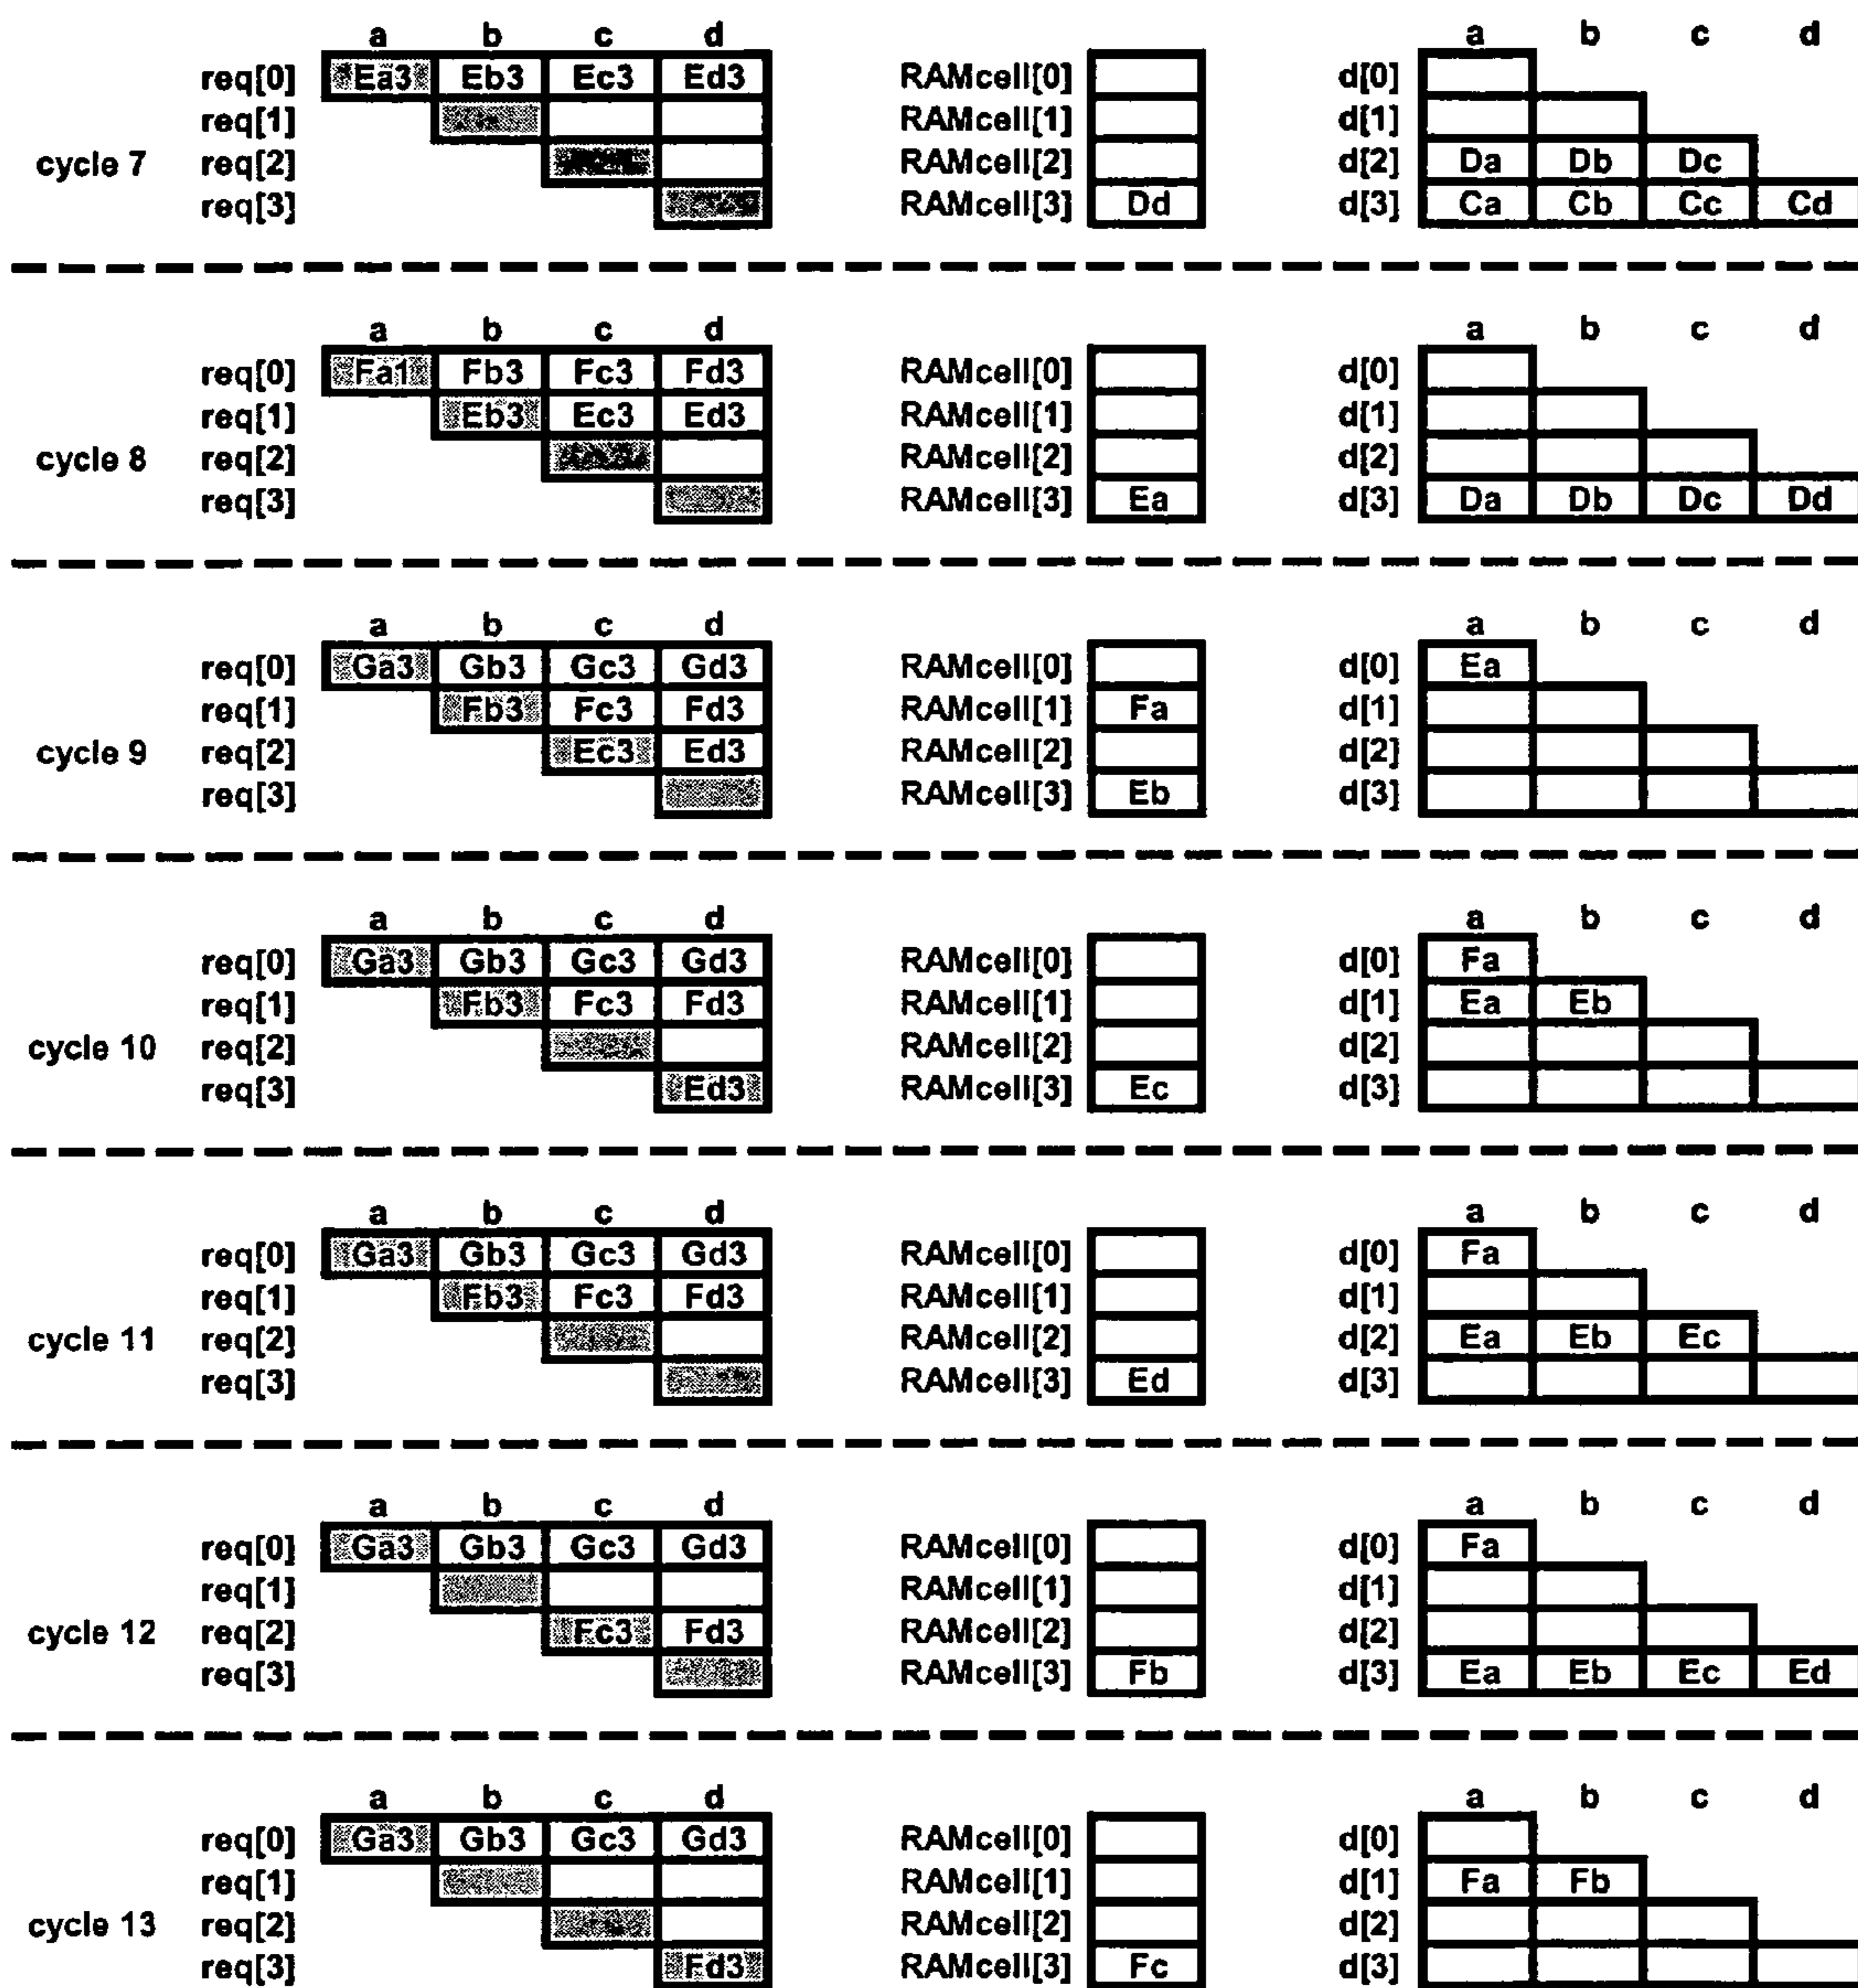 a b c d a b c d
req[0] Ea3 Eb3 Ec3 Ed3 RAMcell[0] d[0]
req[1] RAMcell[1] d[1]
cycle 7 req[2] RAMcell[2] d[2] Da Db Dc
req[3] RAMcell[3] Dd d[3] Ca Cb Cc Cd
a b c d a b c d
req[0] Fa1 Fb3 Fc3 Fd3 RAMcell[0] d[0]
req[1] Eb3 Ec3 Ed3 RAMcell[1] d[1]
cycle 8 req[2] RAMcell[2] d[2]
req[3] RAMcell[3] Ea d[3] Da Db Dc Dd
a b c d a b c d
req[0] Ga3 Gb3 Gc3 Gd3 RAMcell[0] d[0] Ea
req[1] Fb3 Fc3 Fd3 RAMcell[1] Fa d[1]
cycle 9 req[2] Ec3 Ed3 RAMcell[2] d[2]
req[3] RAMcell[3] Eb d[3]
a b c d a b c d
req[0] Ga3 Gb3 Gc3 Gd3 RAMcell[0] d[0] Fa
req[1] Fb3 Fc3 Fd3 RAMcell[1] d[1] Ea Eb
cycle 10 req[2] RAMcell[2] d[2]
req[3] Ed3 RAMcell[3] Ec d[3]
a b c d a b c d
req[0] Ga3 Gb3 Gc3 Gd3 RAMcell[0] d[0] Fa
req[1] Fb3 Fc3 Fd3 RAMcell[1] d[1]
cycle 11 req[2] RAMcell[2] d[2] Ea Eb Ec
req[3] RAMcell[3] Ed d[3]
a b c d a b c d
req[0] Ga3 Gb3 Gc3 Gd3 RAMcell[0] d[0] Fa
req[1] RAMcell[1] d[1]
cycle 12 req[2] Fc3 Fd3 RAMcell[2] d[2]
req[3] RAMcell[3] Fb d[3] Ea Eb Ec Ed
a b c d a b c d
req[0] Ga3 Gb3 Gc3 Gd3 RAMcell[0] d[0]
req[1] RAMcell[1] d[1] Fa Fb
cycle 13 req[2] RAMcell[2] d[2]
req[3] Fd3 RAMcell[3] Fc d[3]